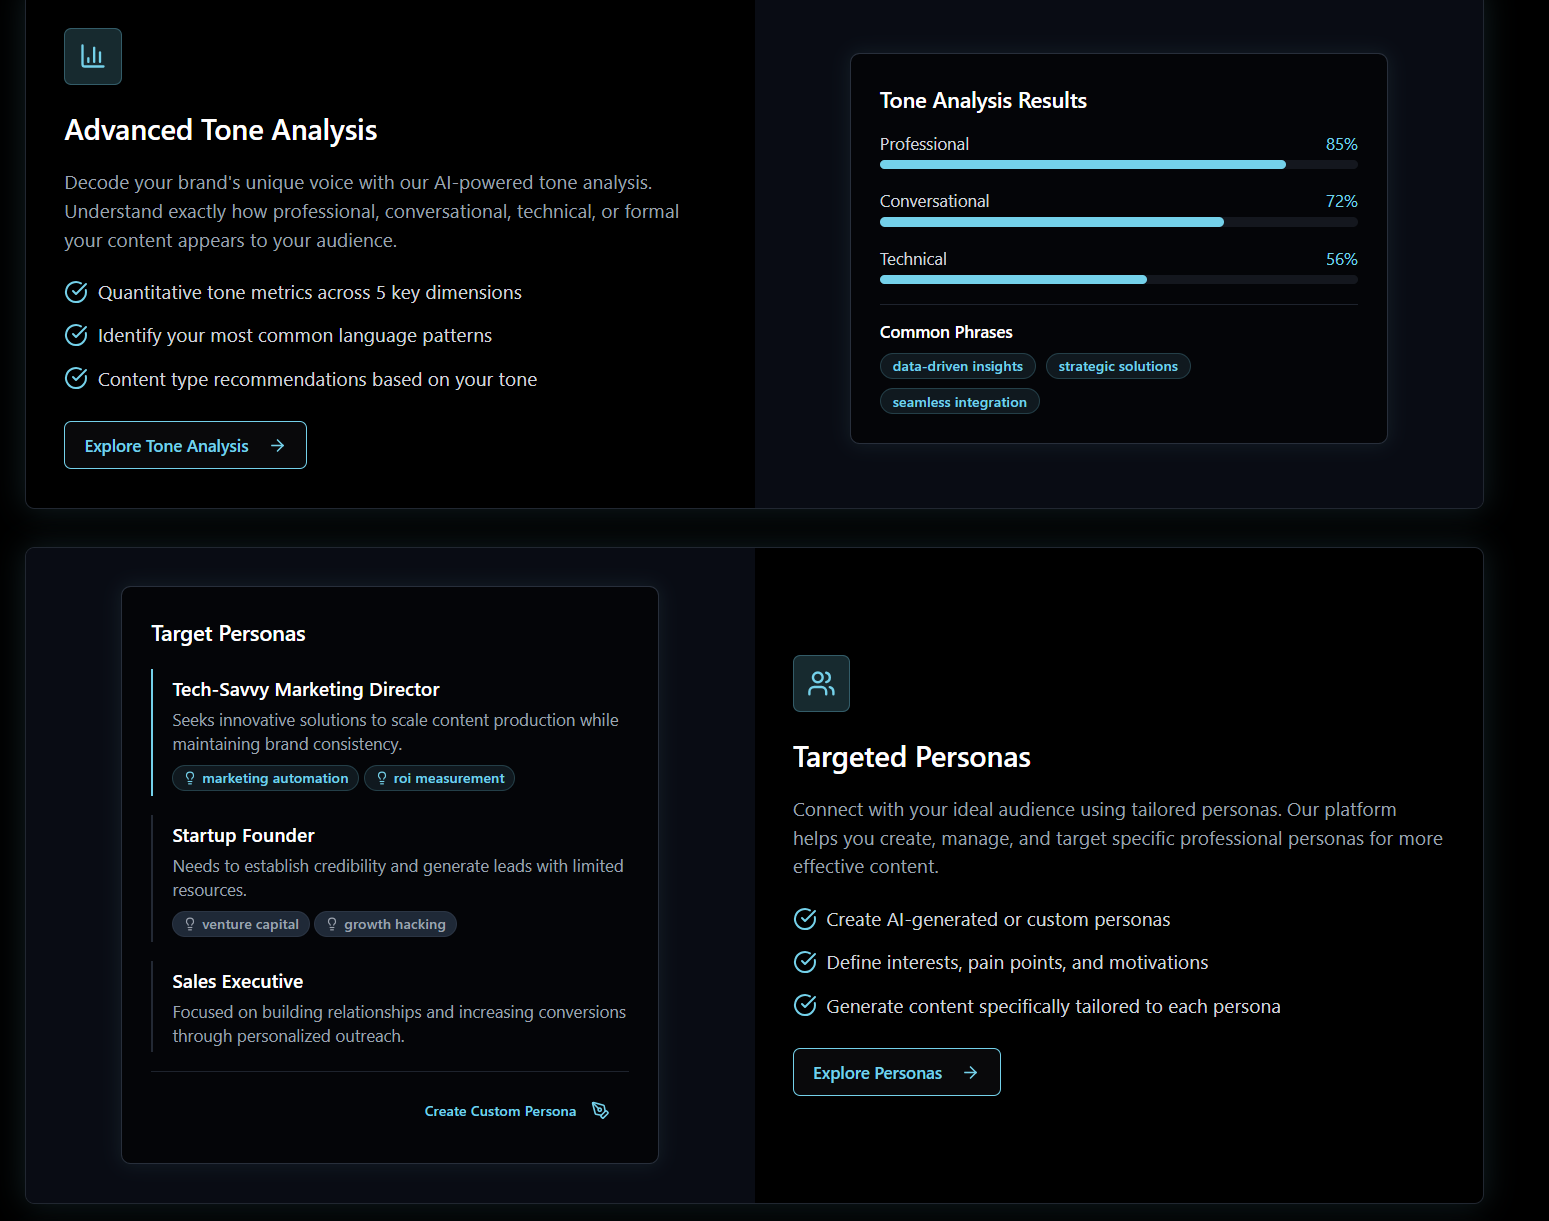 Advanced Tone Analysis
Decode your brand's unique voice with our AI-powered tone analysis.
Understand exactly how professional, conversational, technical, or formal
your content appears to your audience.
Quantitative tone metrics across 5 key dimensions
Identify your most common language patterns
Content type recommendations based on your tone
Explore Tone Analysis
Tone Analysis Results
Professional 85%
Conversational 72%
Technical 56%
Common Phrases
data-driven insights strategic solutions
seamless integration
Target Personas
Tech-Savvy Marketing Director
Seeks innovative solutions to scale content production while
maintaining brand consistency.
marketing automation roi measurement
Startup Founder
Needs to establish credibility and generate leads with limited
resources.
venture capital growth hacking
Sales Executive
Focused on building relationships and increasing conversions
through personalized outreach.
Create Custom Persona
Targeted Personas
Connect with your ideal audience using tailored personas. Our platform
helps you create, manage, and target specific professional personas for more
effective content.
Create AI-generated or custom personas
Define interests, pain points, and motivations
Generate content specifically tailored to each persona
Explore Personas